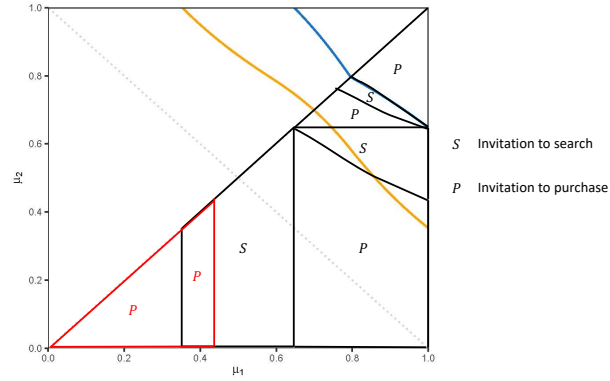 1.0
P
0.8
S
P
0.6
S
S Invitation to search
P Invitation to purchase
μ2
0.4
S
P
0.2
P
P
0.0
0.0 0.2 0.4 0.6 0.8 1.0
μ1